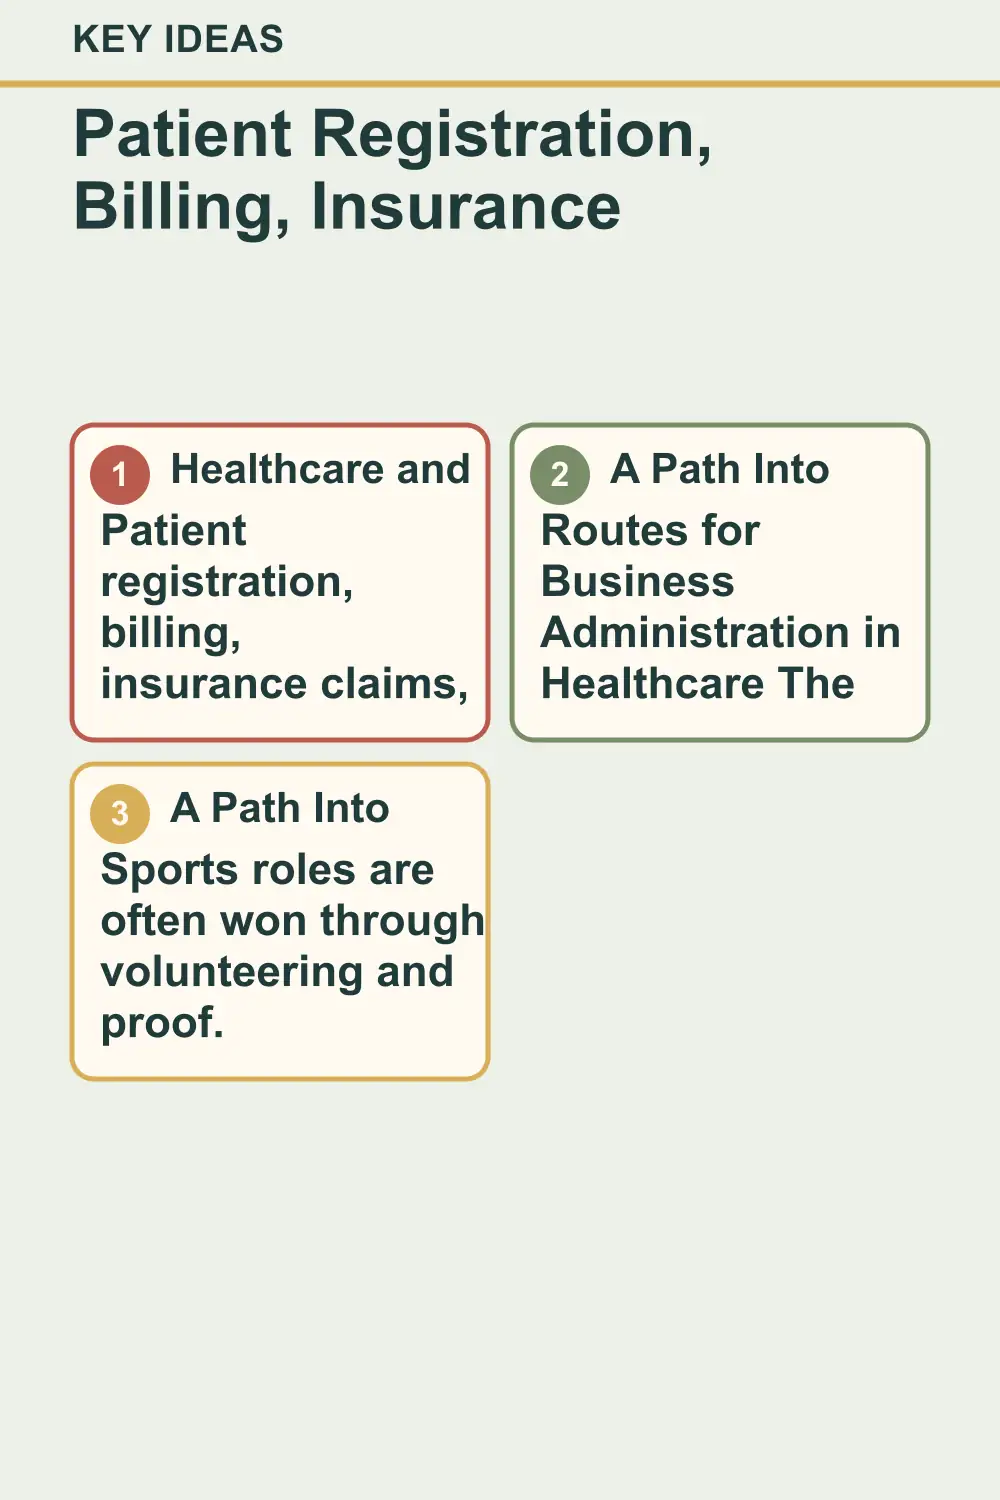 KEY IDEAS
Patient Registration,
Billing, Insurance
1 Healthcare and
Patient
registration,
billing,
insurance claims,
2 A Path Into
Routes for
Business
Administration in
Healthcare The
3 A Path Into
Sports roles are
often won through
volunteering and
proof.